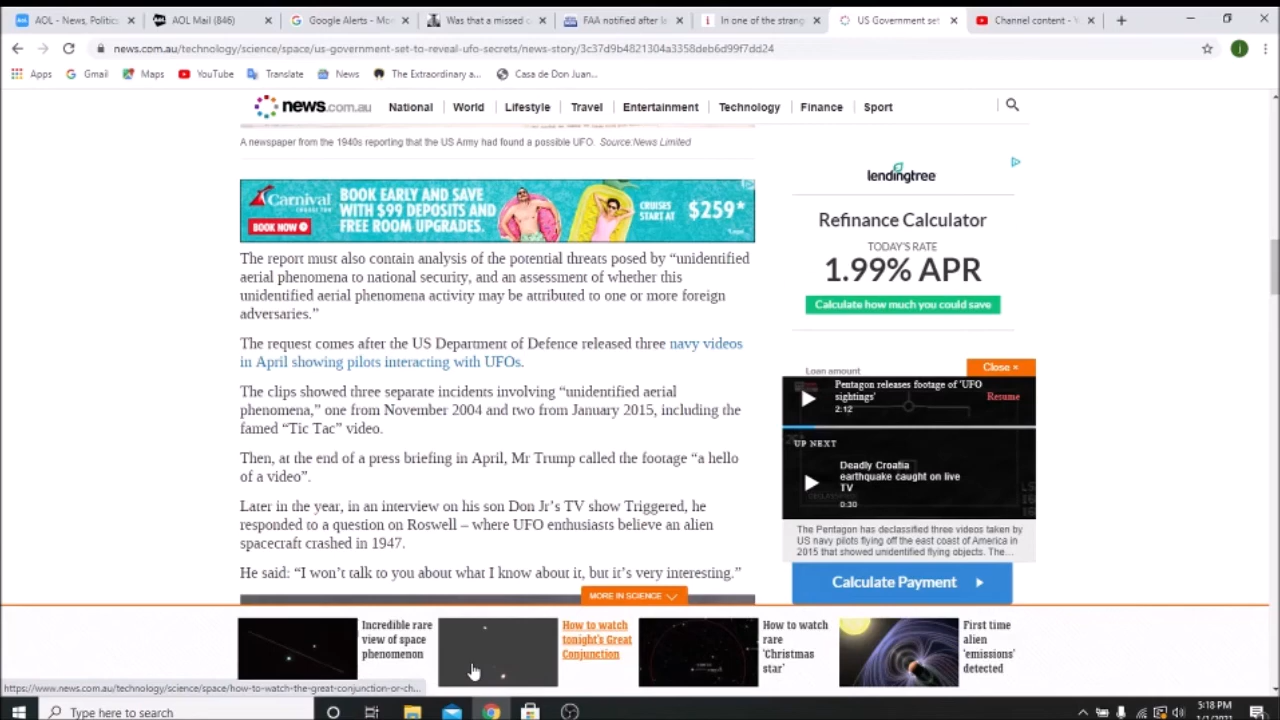 AOL - News, Politic
AOL Mail (846)
Google Alerts - Mo
Was that a missed c
FAA notified after la
In one of the strang
US Government set
Channel content - Y
news.com.au/technology/science/space/us-government-set-to-reveal-ufo-secrets/news-story/3c37d9b4821304a3358deb6d99f7dd24
j
Apps
Gmail
Maps
YouTube
Translate
News
The Extraordinary a...
Casa de Don Juan...
news.com.au
National
World
Lifestyle
Travel
Entertainment
Technology
Finance
Sport
A newspaper from the 1940s reporting that the US Army had found a possible UFO. Source:News Limited
Carnival
BOOK NOW
BOOK EARLY AND SAVE
WITH $99 DEPOSITS AND
FREE ROOM UPGRADES.
CRUISES
START AT
$259*
The report must also contain analysis of the potential threats posed by “unidentified
aerial phenomena to national security, and an assessment of whether this
unidentified aerial phenomena activity may be attributed to one or more foreign
adversaries.”
The request comes after the US Department of Defence released three navy videos
in April showing pilots interacting with UFOs.
The clips showed three separate incidents involving “unidentified aerial
phenomena,” one from November 2004 and two from January 2015, including the
famed “Tic Tac” video.
Then, at the end of a press briefing in April, Mr Trump called the footage “a hello
of a video”.
Later in the year, in an interview on his son Don Jr’s TV show Triggered, he
responded to a question on Roswell – where UFO enthusiasts believe an alien
spacecraft crashed in 1947.
He said: “I won’t talk to you about what I know about it, but it’s very interesting.”
lendingtree
Refinance Calculator
TODAY'S RATE
1.99% APR
Calculate how much you could save
Loan amount
Close ×
Pentagon releases footage of 'UFO
sightings'
Resume
2:12
UP NEXT
Deadly Croatia
earthquake caught on live
TV
0:30
The Pentagon has declassified three videos taken by
US navy pilots flying off the east coast of America in
2015 that showed unidentified flying objects. The...
Calculate Payment
MORE IN SCIENCE
Incredible rare
view of space
phenomenon
How to watch
tonight's Great
Conjunction
How to watch
rare
'Christmas
star'
First time
alien
'emissions'
detected
https://www.news.com.au/technology/science/space/how-to-watch-the-great-conjunction-or-ch...
Type here to search
5:18 PM